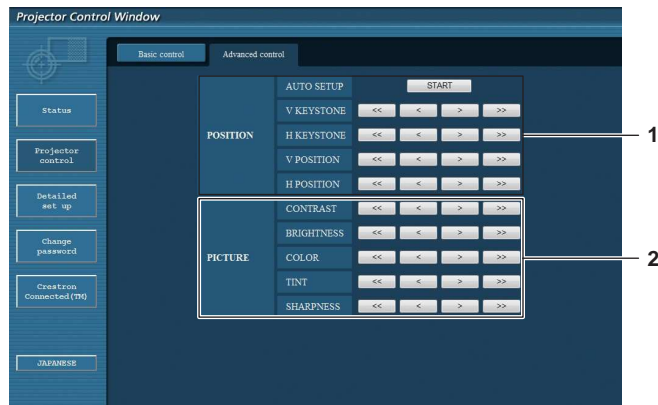 Projector Control Window
Basic control Advanced control
Status
Projector control
Detailed set up
Change password
Crestron Connected(TM)
JAPANESE
POSITION
AUTO SETUP START
V KEYSTONE << < > >>
H KEYSTONE << < > >>
V POSITION << < > >>
H POSITION << < > >>
1
PICTURE
CONTRAST << < > >>
BRIGHTNESS << < > >>
COLOR << < > >>
TINT << < > >>
SHARPNESS << < > >>
2